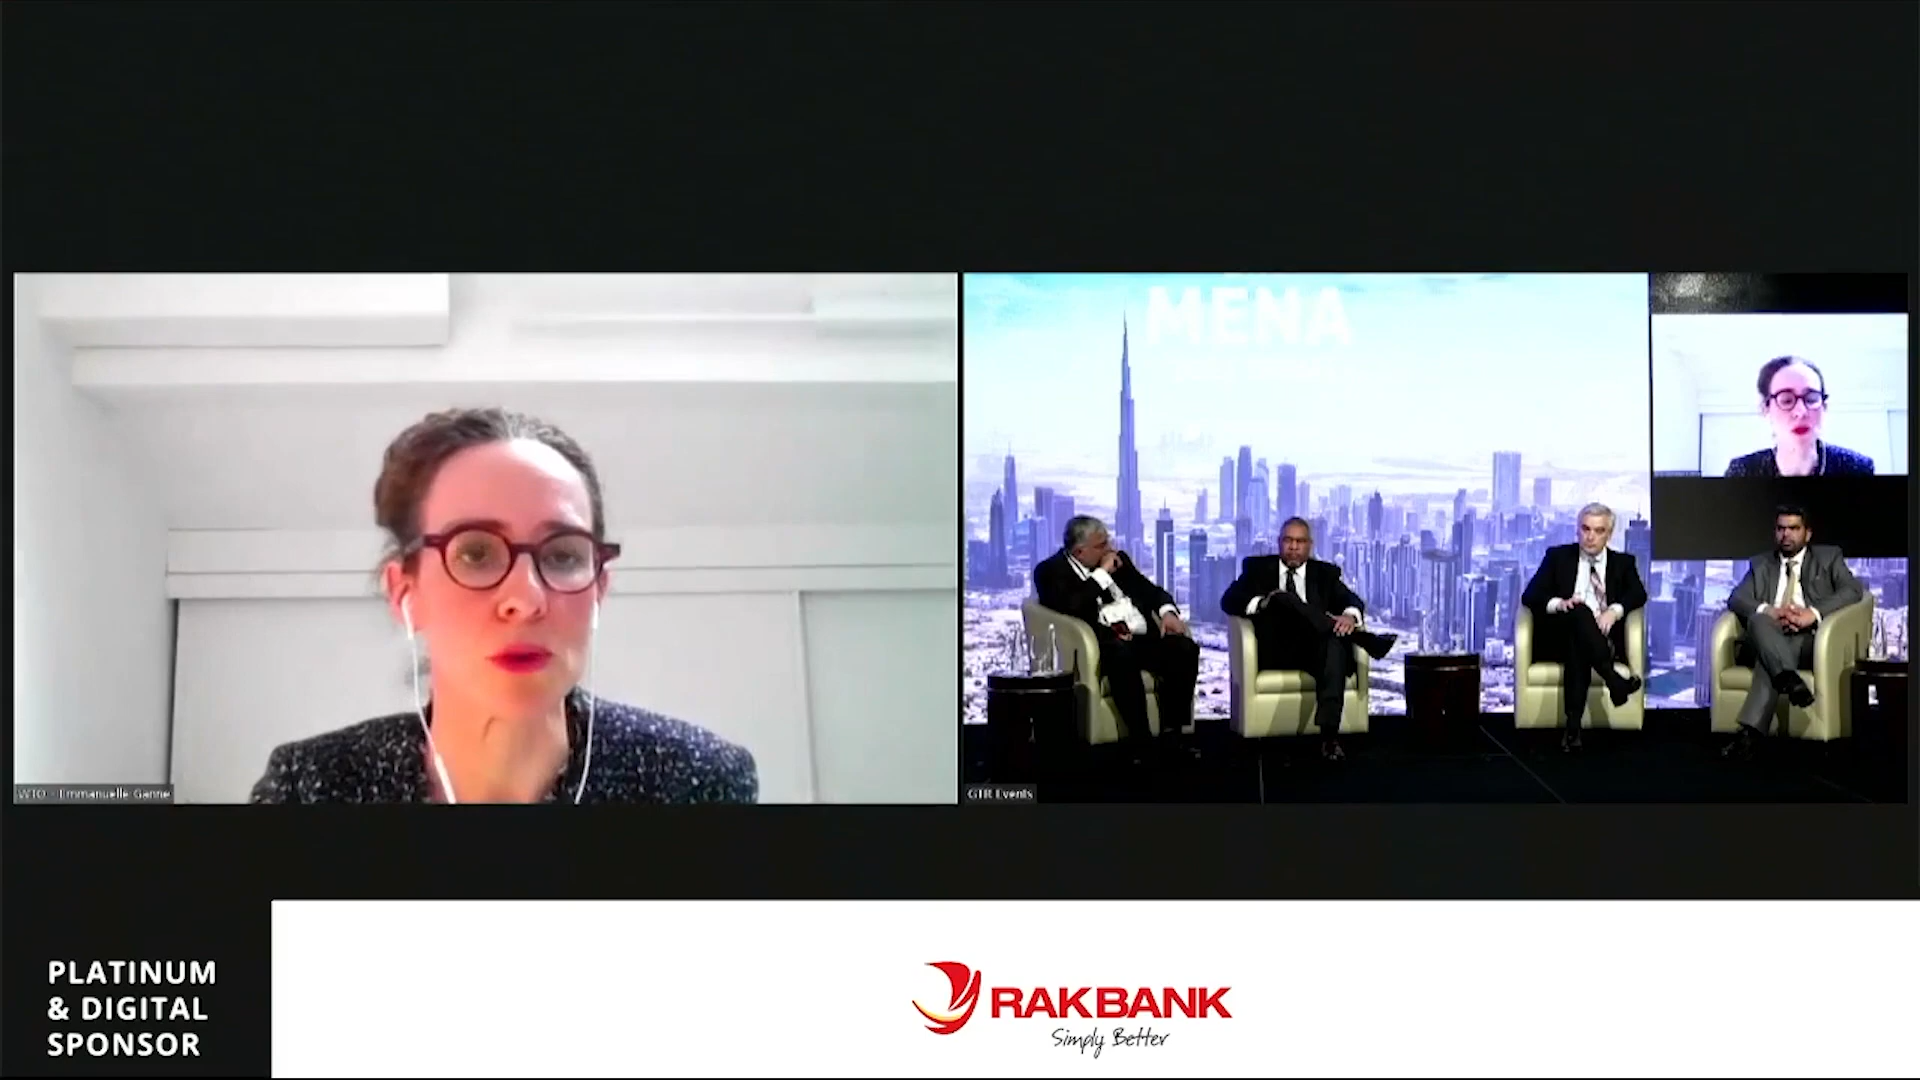 MENA
WTO - Emmanuelle Ganne
GTR Events
PLATINUM
& DIGITAL
SPONSOR
RAKBANK
Simply Better